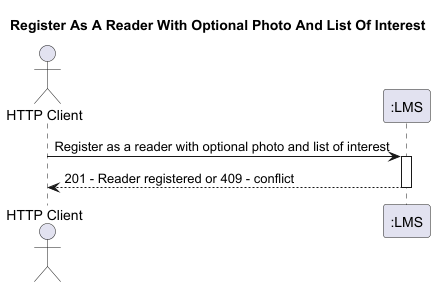 Register As A Reader With Optional Photo And List Of Interest
HTTP Client
:LMS
Register as a reader with optional photo and list of interest
201 - Reader registered or 409 - conflict
HTTP Client
:LMS